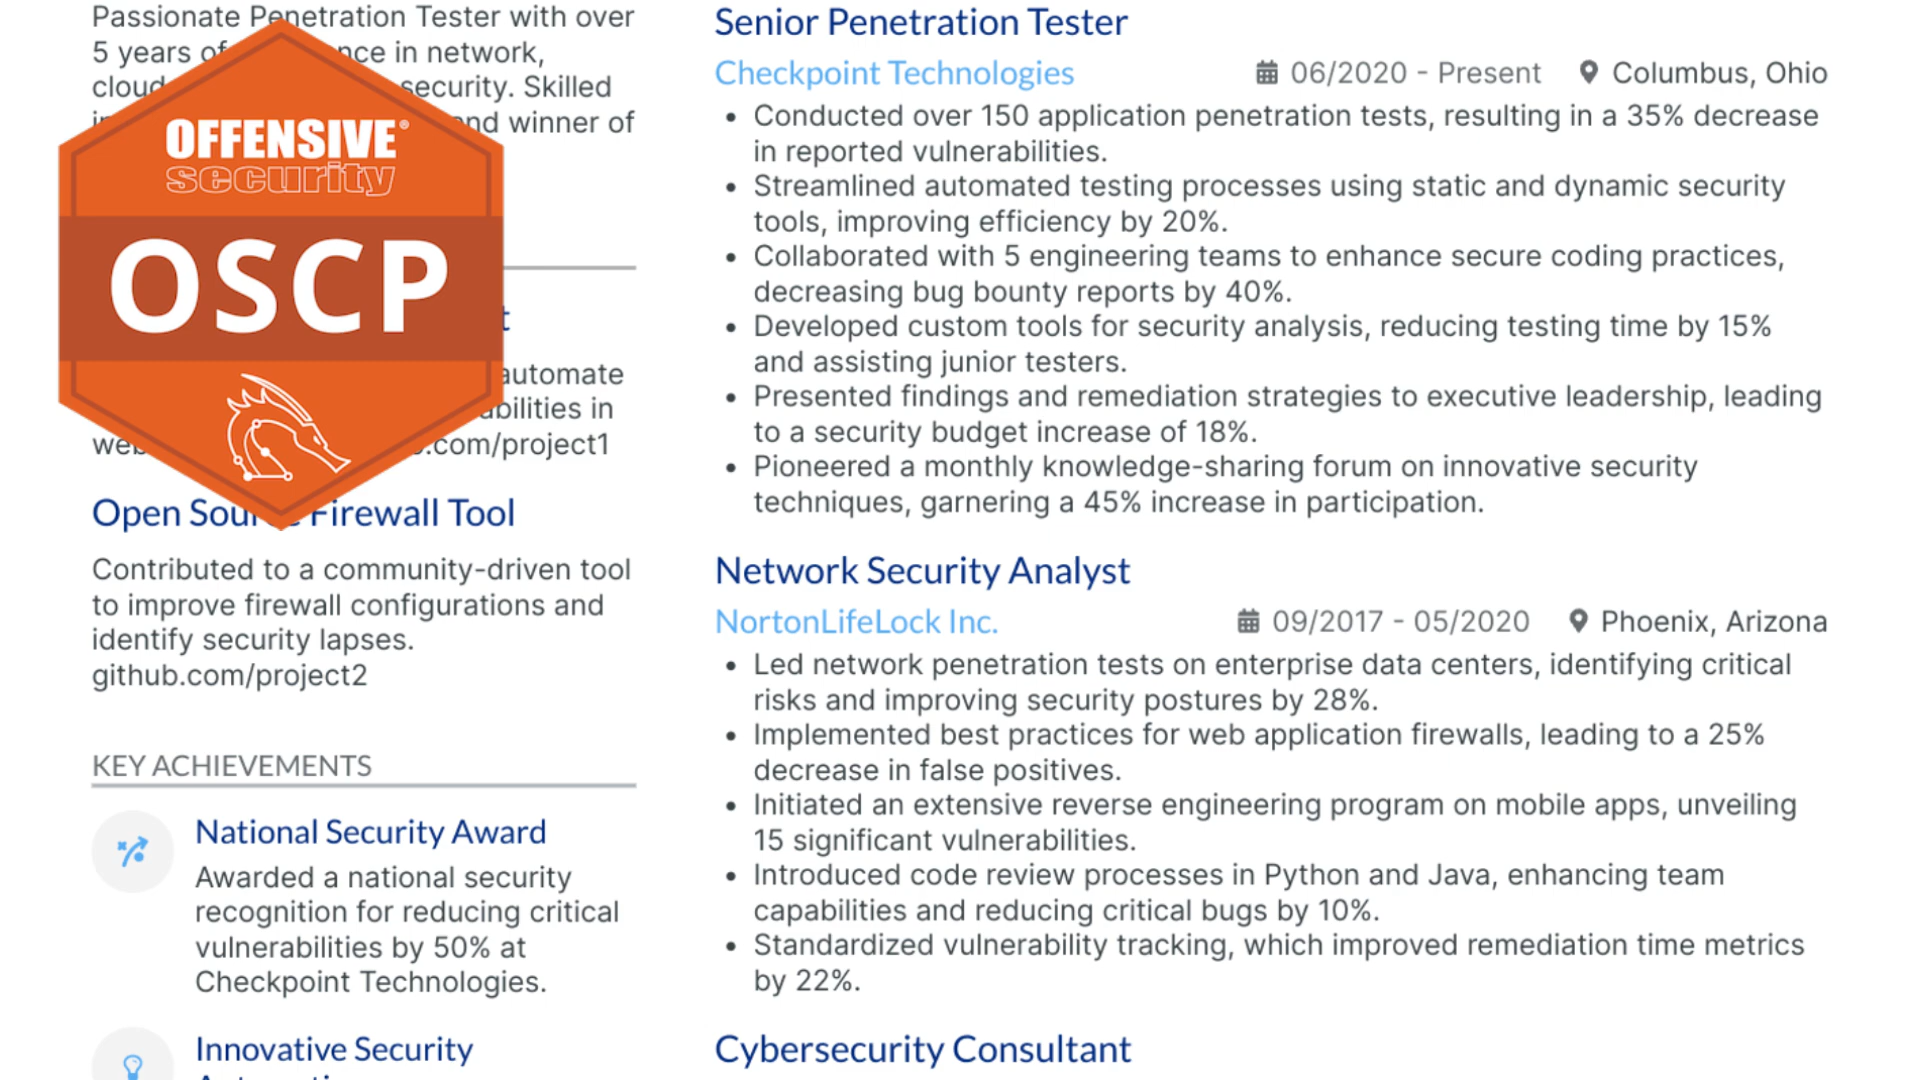 Passionate Penetration Tester with over
5 years of nce in network,
cloud security. Skilled
and winner of
OFFENSIVE®
security
OSCP
automate
abilities in
web .com/project1
Open Source Firewall Tool
Contributed to a community-driven tool
to improve firewall configurations and
identify security lapses.
github.com/project2
KEY ACHIEVEMENTS
National Security Award
Awarded a national security
recognition for reducing critical
vulnerabilities by 50% at
Checkpoint Technologies.
Innovative Security
Senior Penetration Tester
Checkpoint Technologies 06/2020 - Present Columbus, Ohio
• Conducted over 150 application penetration tests, resulting in a 35% decrease
in reported vulnerabilities.
• Streamlined automated testing processes using static and dynamic security
tools, improving efficiency by 20%.
• Collaborated with 5 engineering teams to enhance secure coding practices,
decreasing bug bounty reports by 40%.
• Developed custom tools for security analysis, reducing testing time by 15%
and assisting junior testers.
• Presented findings and remediation strategies to executive leadership, leading
to a security budget increase of 18%.
• Pioneered a monthly knowledge-sharing forum on innovative security
techniques, garnering a 45% increase in participation.
Network Security Analyst
NortonLifeLock Inc. 09/2017 - 05/2020 Phoenix, Arizona
• Led network penetration tests on enterprise data centers, identifying critical
risks and improving security postures by 28%.
• Implemented best practices for web application firewalls, leading to a 25%
decrease in false positives.
• Initiated an extensive reverse engineering program on mobile apps, unveiling
15 significant vulnerabilities.
• Introduced code review processes in Python and Java, enhancing team
capabilities and reducing critical bugs by 10%.
• Standardized vulnerability tracking, which improved remediation time metrics
by 22%.
Cybersecurity Consultant